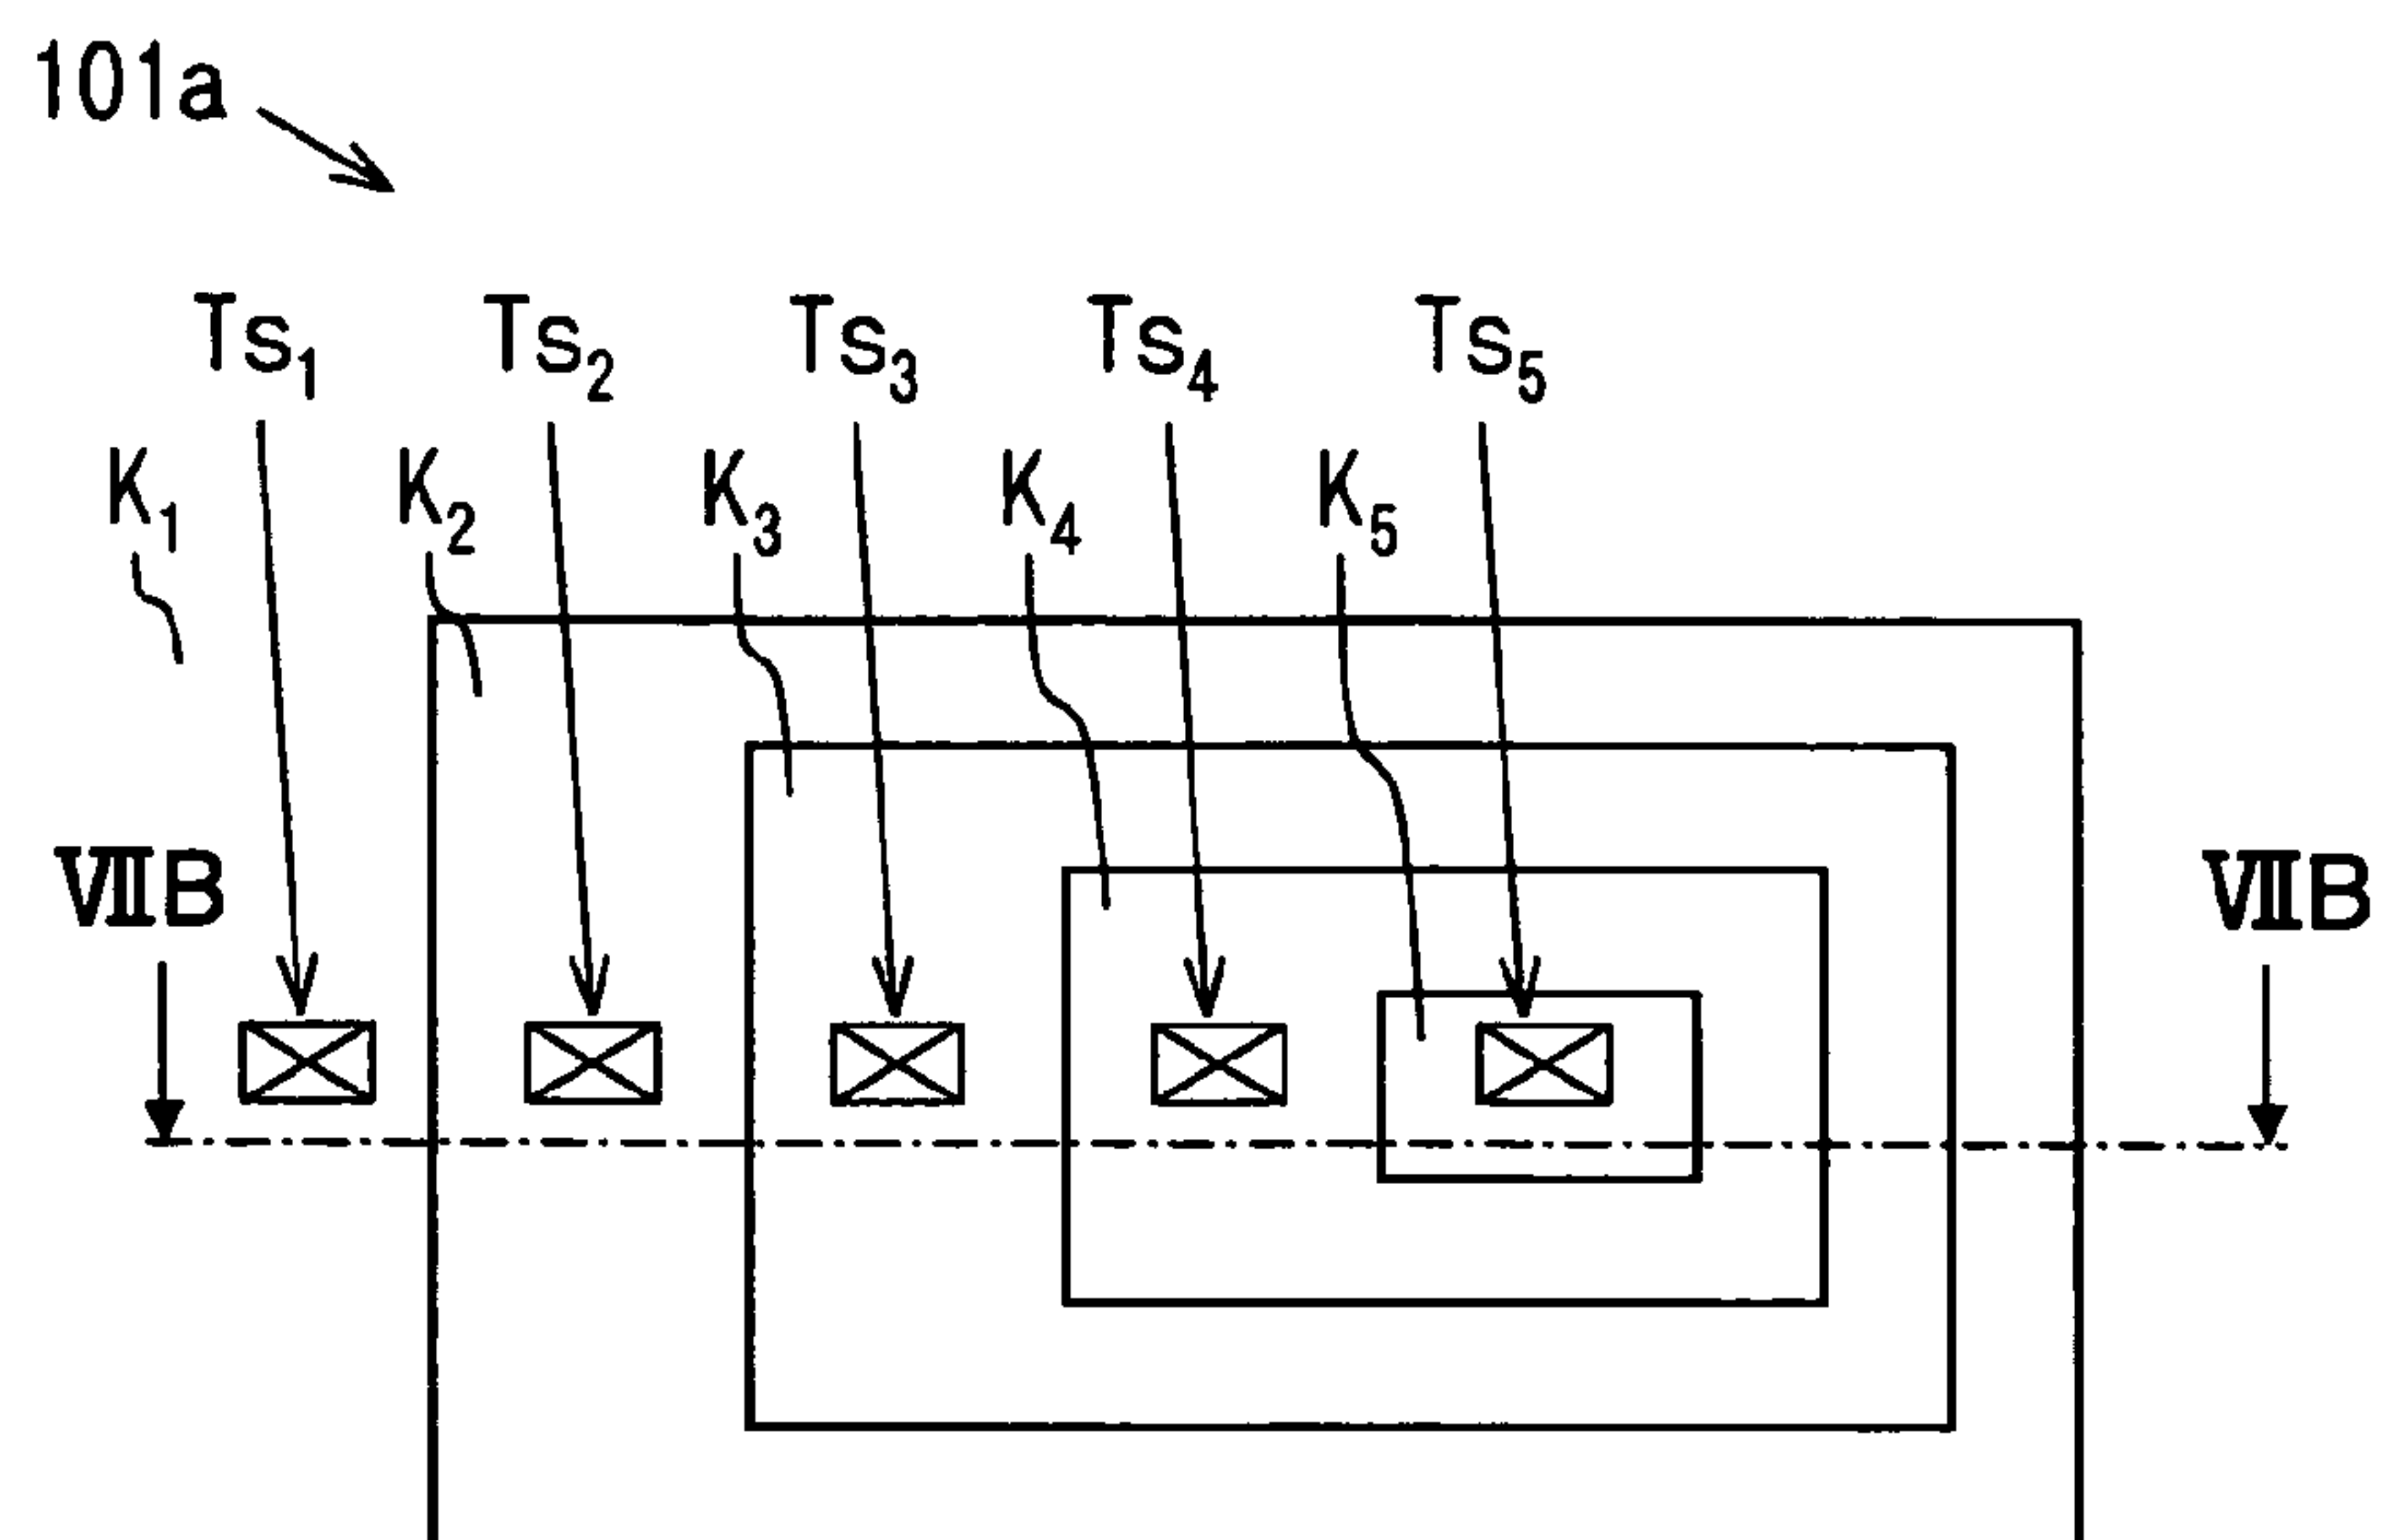 101a
Ts₁ Ts₂ Ts₃ Ts₄ Ts₅
K₁ K₂ K₃ K₄ K₅
ⅦB ⅦB